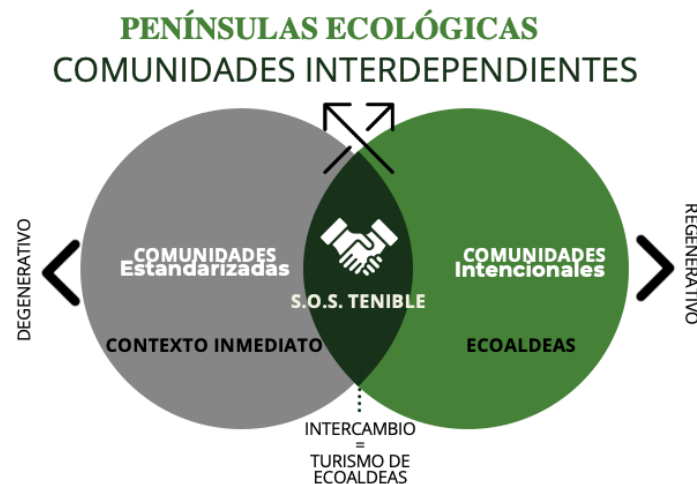 PENÍNSULAS ECOLÓGICAS
COMUNIDADES INTERDEPENDIENTES
DEGENERATIVO
COMUNIDADES
Estandarizadas
CONTEXTO INMEDIATO
S.O.S. TENIBLE
COMUNIDADES
Intencionales
ECOALDEAS
REGENERATIVO
INTERCAMBIO
=
TURISMO DE
ECOALDEAS